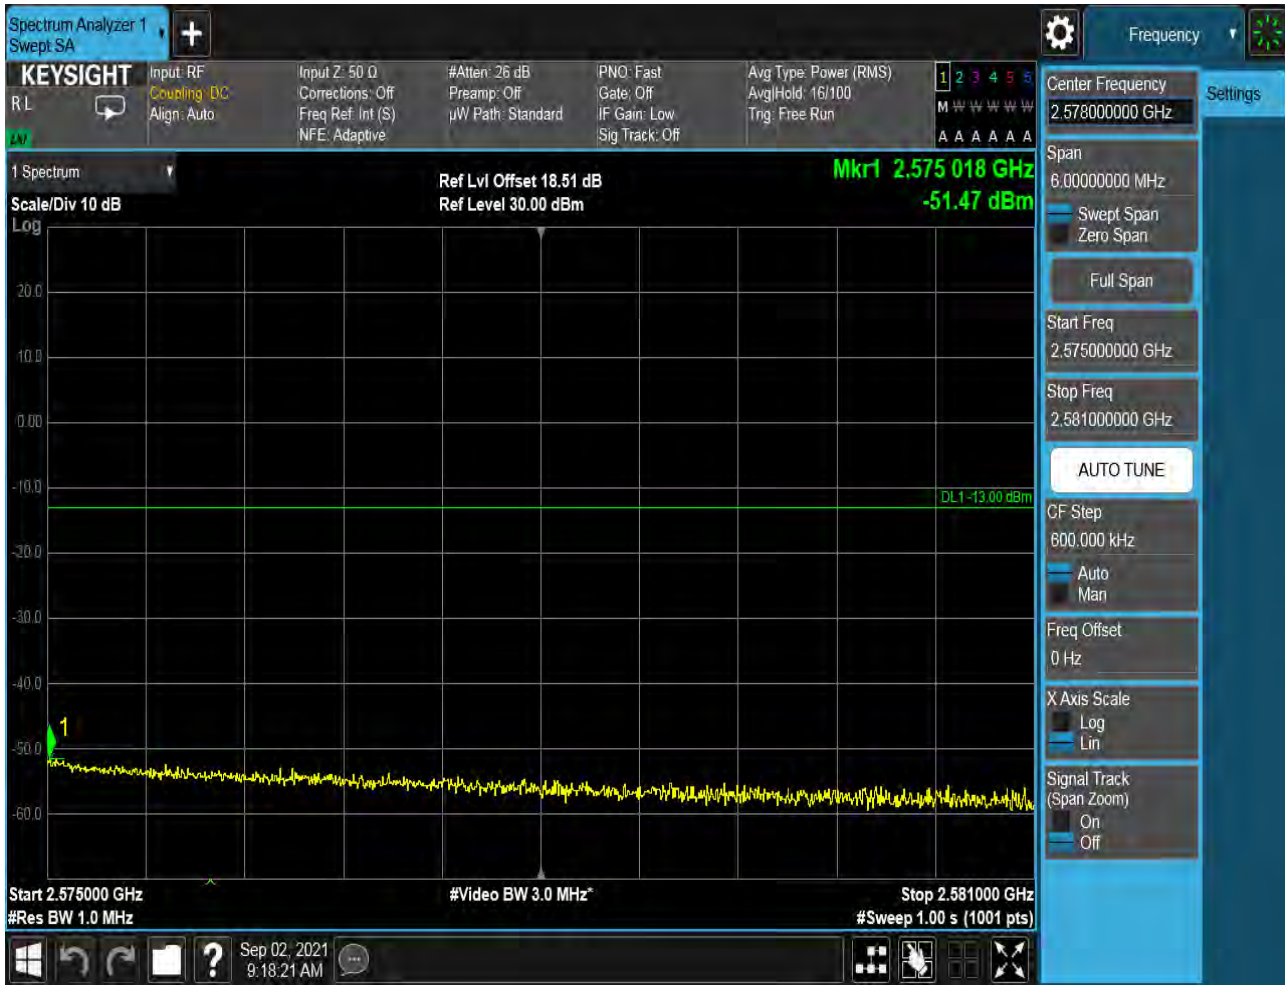 Spectrum Analyzer 1
Swept SA
+
Frequency
KEYSIGHT
R L
LNI
Input: RF
Coupling: DC
Align: Auto
Input Z: 50 Ω
Corrections: Off
Freq Ref: Int (S)
NFE: Adaptive
#Atten: 26 dB
Preamp: Off
µW Path: Standard
PNO: Fast
Gate: Off
IF Gain: Low
Sig Track: Off
Avg Type: Power (RMS)
Avg|Hold: 16/100
Trig: Free Run
1 2 3 4 5 6
M W W W W W
A A A A A A
1 Spectrum
Scale/Div 10 dB
Log
Ref Lvl Offset 18.51 dB
Ref Level 30.00 dBm
Mkr1 2.575 018 GHz
-51.47 dBm
20.0
10.0
0.00
-10.0
-20.0
-30.0
-40.0
-50.0
-60.0
DL1 -13.00 dBm
1
Start 2.575000 GHz
#Res BW 1.0 MHz
#Video BW 3.0 MHz*
Stop 2.581000 GHz
#Sweep 1.00 s (1001 pts)
?
Sep 02, 2021
9:18:21 AM
Center Frequency
2.578000000 GHz
Span
6.00000000 MHz
Swept Span
Zero Span
Full Span
Start Freq
2.575000000 GHz
Stop Freq
2.581000000 GHz
AUTO TUNE
CF Step
600.000 kHz
Auto
Man
Freq Offset
0 Hz
X Axis Scale
Log
Lin
Signal Track
(Span Zoom)
On
Off
Settings